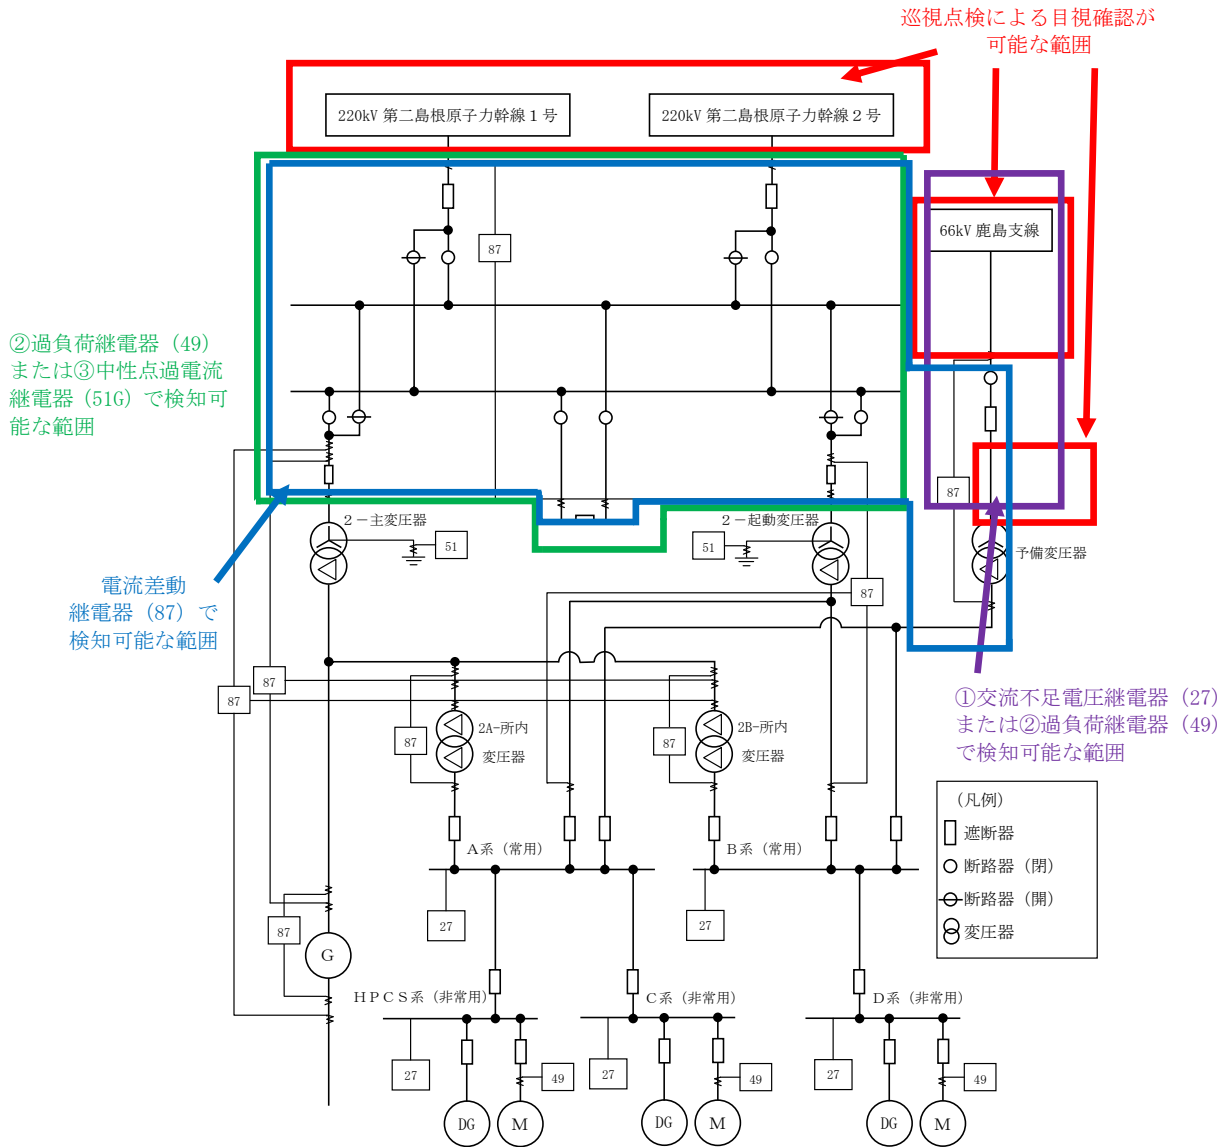 巡視点検による目視確認が
可能な範囲
220kV 第二島根原子力幹線１号
220kV 第二島根原子力幹線２号
66kV 鹿島支線
87
②過負荷継電器（49）
または③中性点過電流
継電器（51G）で検知可
能な範囲
87
２－主変圧器
51
２－起動変圧器
51
予備変圧器
電流差動
継電器（87）で
検知可能な範囲
87
87
87
①交流不足電圧継電器（27）
または②過負荷継電器（49）
で検知可能な範囲
87
2A-所内
変圧器
87
2B-所内
変圧器
（凡例）
遮断器
断路器（閉）
断路器（開）
変圧器
Ａ系（常用）
Ｂ系（常用）
27
27
87
G
ＨＰＣＳ系（非常用）
Ｃ系（非常用）
Ｄ系（非常用）
27
49
27
49
27
49
DG
M
DG
M
DG
M